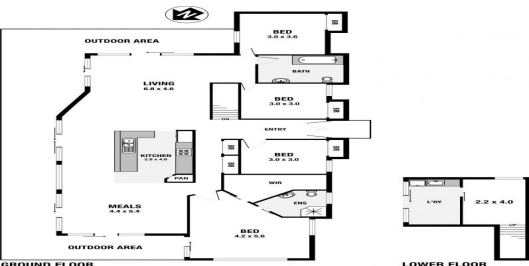 OUTDOOR AREA
BED
3.0 x 3.6
BATH
LIVING
6.8 x 4.6
BED
3.0 x 3.0
ENTRY
KITCHEN
BED
3.0 x 3.0
PAN
WIR
MEALS
4.4 x 5.4
ENS
BED
4.2 x 5.6
OUTDOOR AREA
GROUND FLOOR
L'DY
2.2 x 4.0
UP
LOWER FLOOR